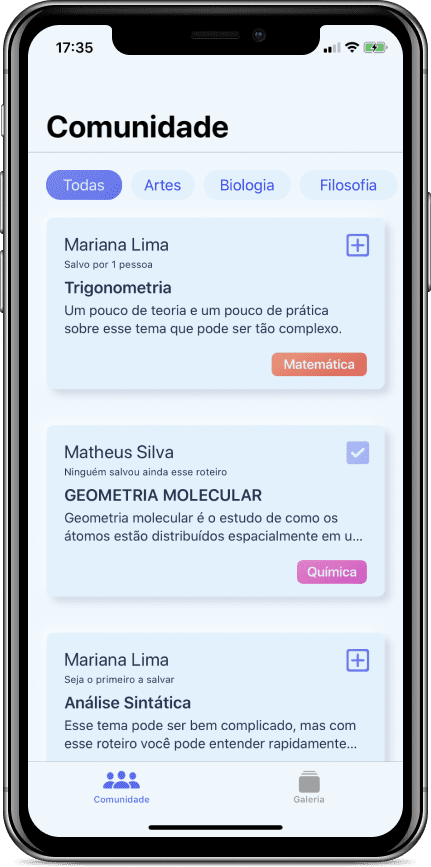 17:35
Comunidade
Todas
Artes
Biologia
Filosofia
Mariana Lima
Salvo por 1 pessoa
Trigonometria
Um pouco de teoria e um pouco de prática
sobre esse tema que pode ser tão complexo.
Matemática
Matheus Silva
Ninguém salvou ainda esse roteiro
GEOMETRIA MOLECULAR
Geometria molecular é o estudo de como os
átomos estão distribuídos espacialmente em u...
Química
Mariana Lima
Seja o primeiro a salvar
Análise Sintática
Esse tema pode ser bem complicado, mas com
esse roteiro você pode entender rapidamente...
Comunidade
Galeria